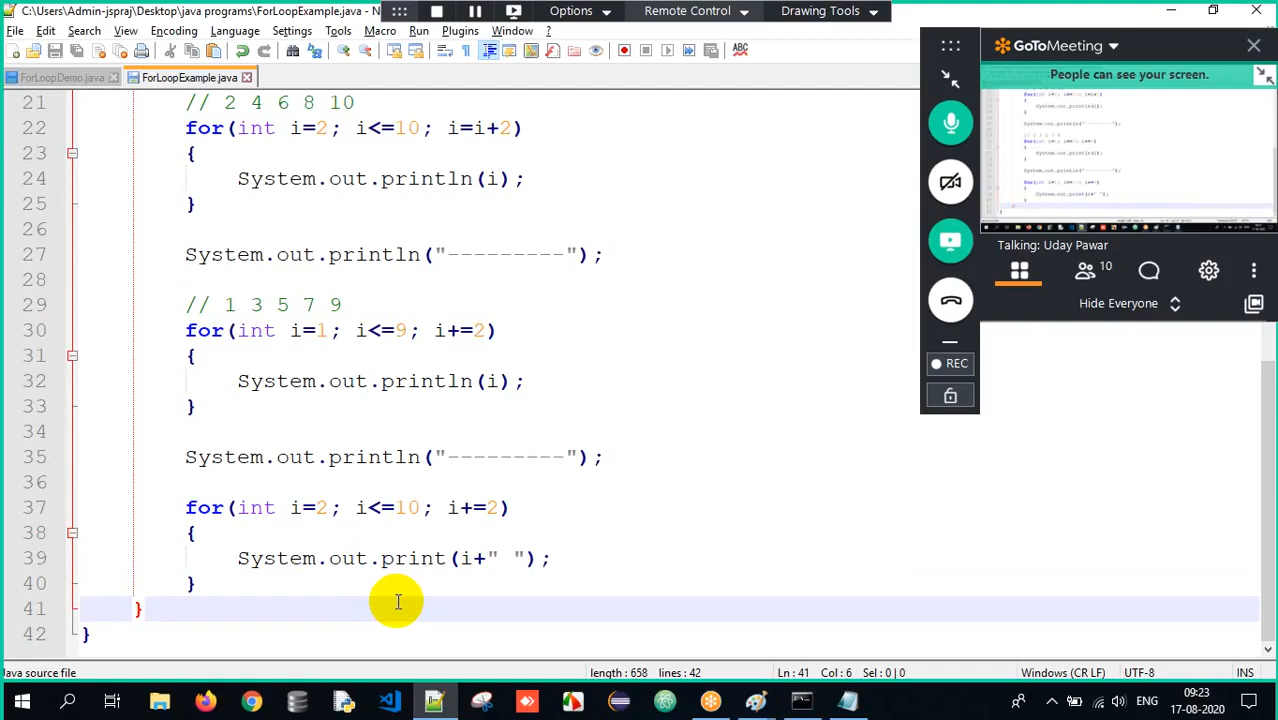 C:\Users\Admin-jspraj\Desktop\java programs\ForLoopExample.java - N
Options
Remote Control
Drawing Tools
File Edit Search View Encoding Language Settings Tools Macro Run Plugins Window ?
ForLoopDemo.java
ForLoopExample.java
21 // 2 4 6 8 10
22 for(int i=2; i<=10; i=i+2)
23 {
24 System.out.println(i);
25 }
26
27 System.out.println("---------");
28
29 // 1 3 5 7 9
30 for(int i=1; i<=9; i+=2)
31 {
32 System.out.println(i);
33 }
34
35 System.out.println("---------");
36
37 for(int i=2; i<=10; i+=2)
38 {
39 System.out.print(i+" ");
40 }
41 }
42 }
GoToMeeting
People can see your screen.
Talking: Uday Pawar
10
Hide Everyone
REC
Java source file length : 658 lines : 42 Ln : 41 Col : 6 Sel : 0 | 0 Windows (CR LF) UTF-8 INS
ENG
09:23
17-08-2020